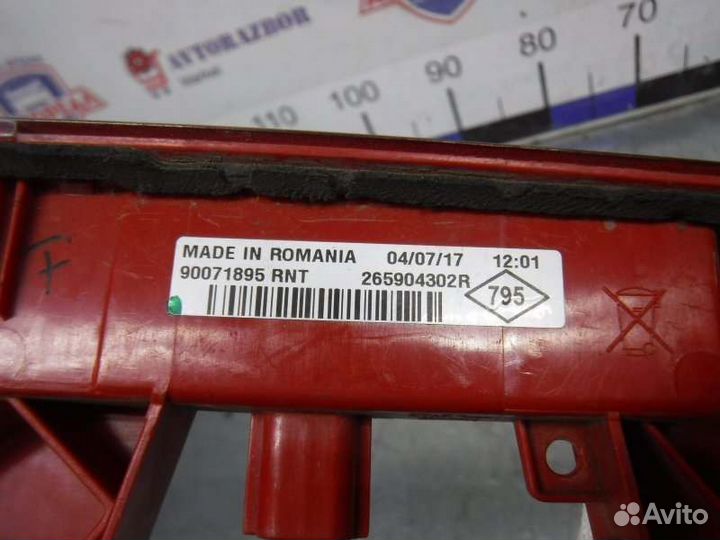 AVTORAZBOR
110 100 90 80 70
MADE IN ROMANIA 04/07/17 12:01
90071895 RNT 265904302R
795
Avito